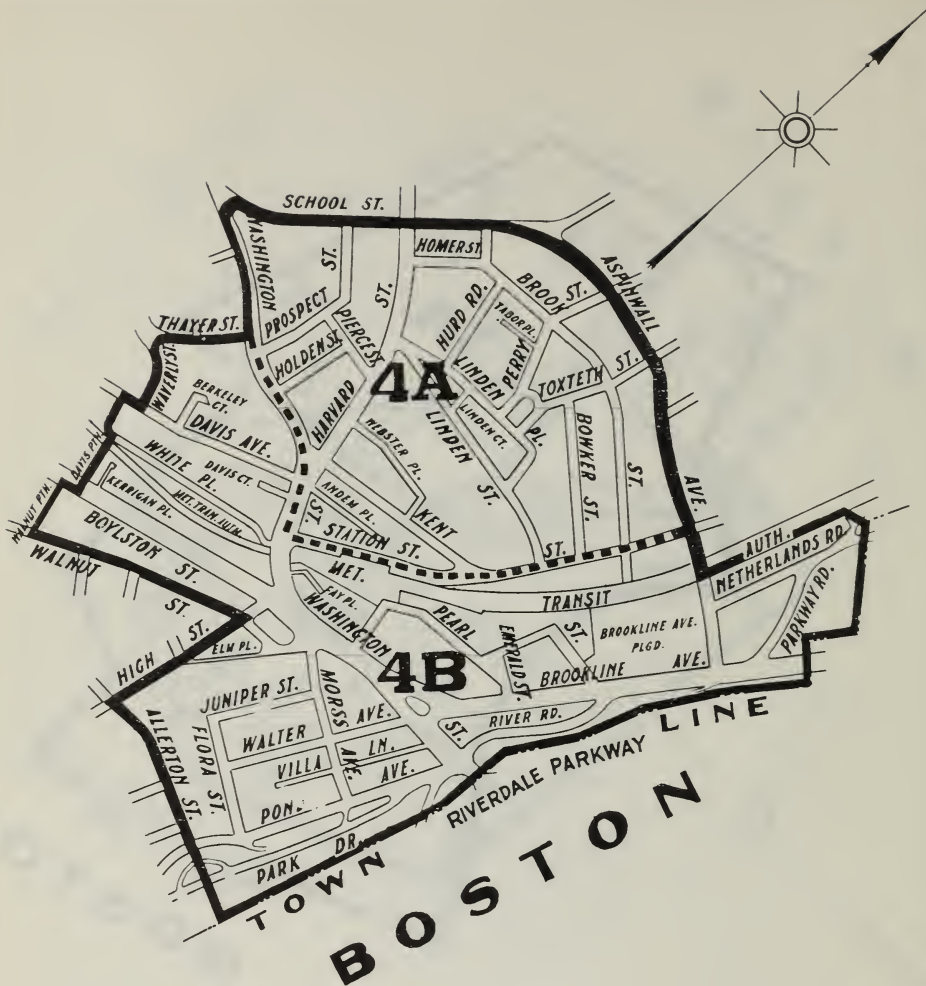 SCHOOL ST.
WASHINGTON
ST.
HOMER ST.
ASPINWALL
AVE.
BROOK ST.
PROSPECT
PIERCE ST.
ST.
HURD RD.
TABOR PL.
THAYER ST.
HOLDEN ST.
PERRY
4A
LINDEN
TOXTETH
ST.
WAVERLY ST.
BERKELEY
CT.
HARVARD
LINDEN
ST.
LINDEN CT.
PL.
DAVIS AVE.
WEBSTER PL.
BOWKER ST.
DAVIS PTH.
WHITE
PL.
DAVIS CT.
KERRIGAN PL.
MET. TRAN. AUTH.
ST.
ANDEM PL.
KENT
ST.
STATION ST.
BOYLSTON
ST.
WALNUT
ST.
MET.
TRANSIT
AUTH.
NETHERLANDS RD.
FAY PL.
WASHINGTON
ST.
PEARL
ST.
EMERALD ST.
BROOKLINE AVE.
PLGD.
PARKWAY RD.
HIGH
ST.
ELM PL.
4B
BROOKLINE
AVE.
JUNIPER ST.
MORSS
AVE.
RIVER RD.
ALLERTON ST.
FLORA ST.
WALTER
AVE.
VILLA
LN.
AVE.
PARK
DR.
RIVERDALE PARKWAY
TOWN
LINE
BOSTON